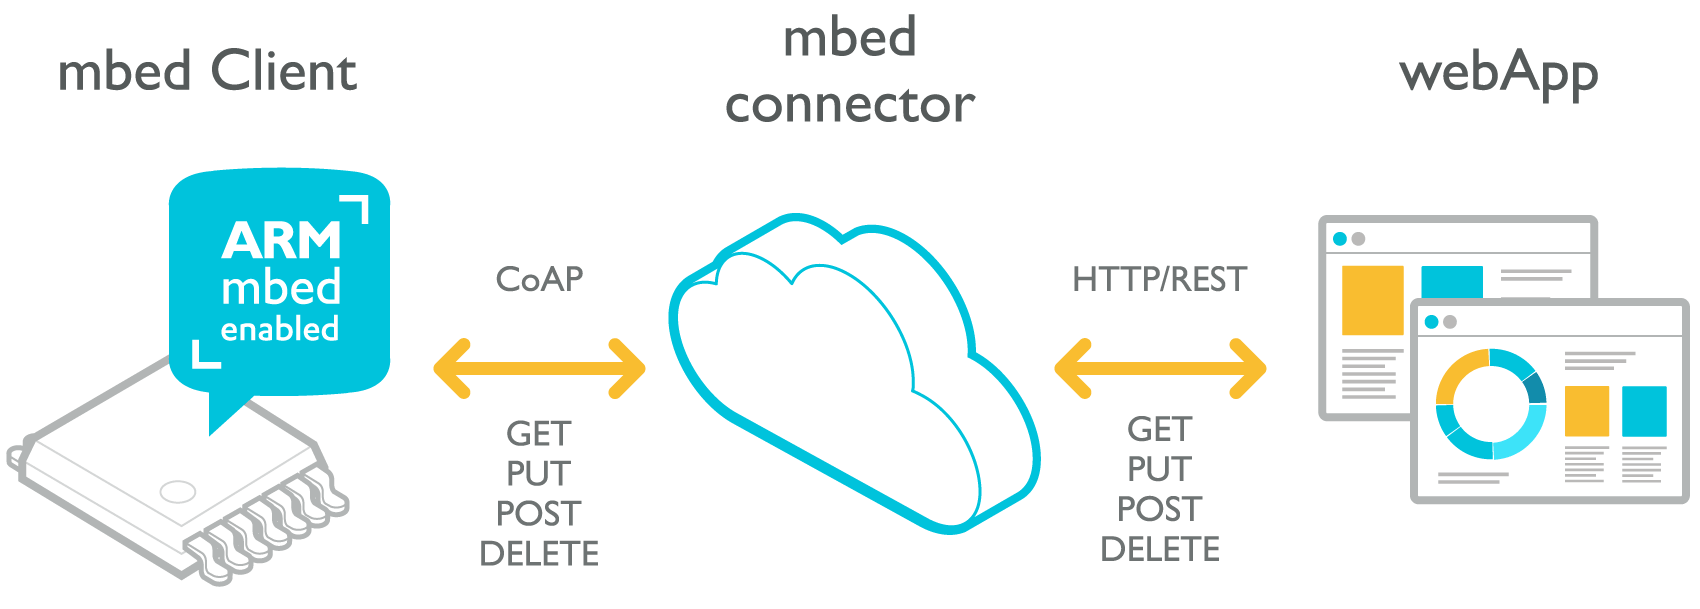 mbed Client
mbed
connector
webApp
ARM
mbed
enabled
CoAP
GET
PUT
POST
DELETE
HTTP/REST
GET
PUT
POST
DELETE